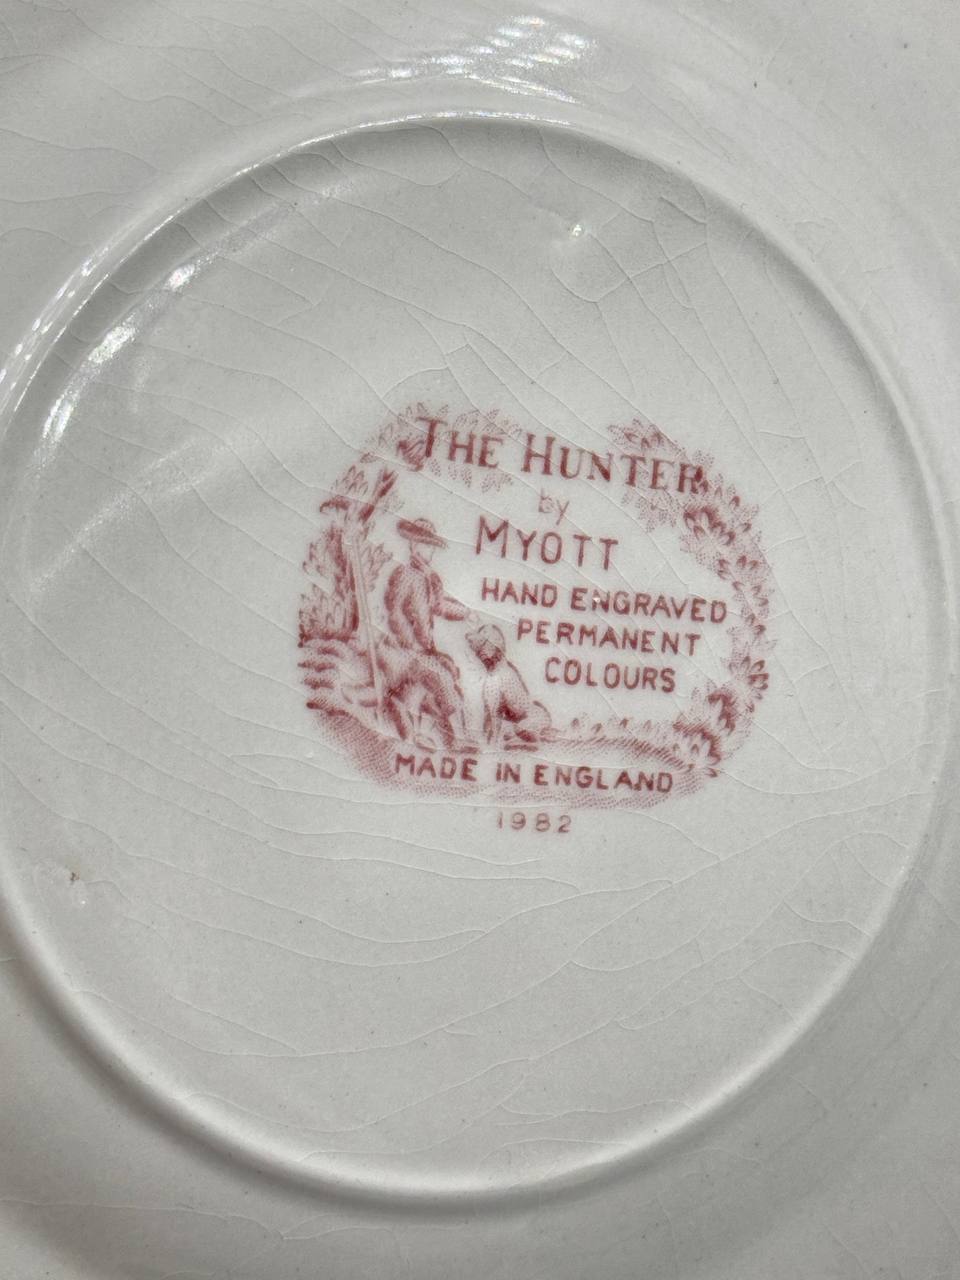 THE HUNTER
by
MYOTT
HAND ENGRAVED
PERMANENT
COLOURS
MADE IN ENGLAND
1982